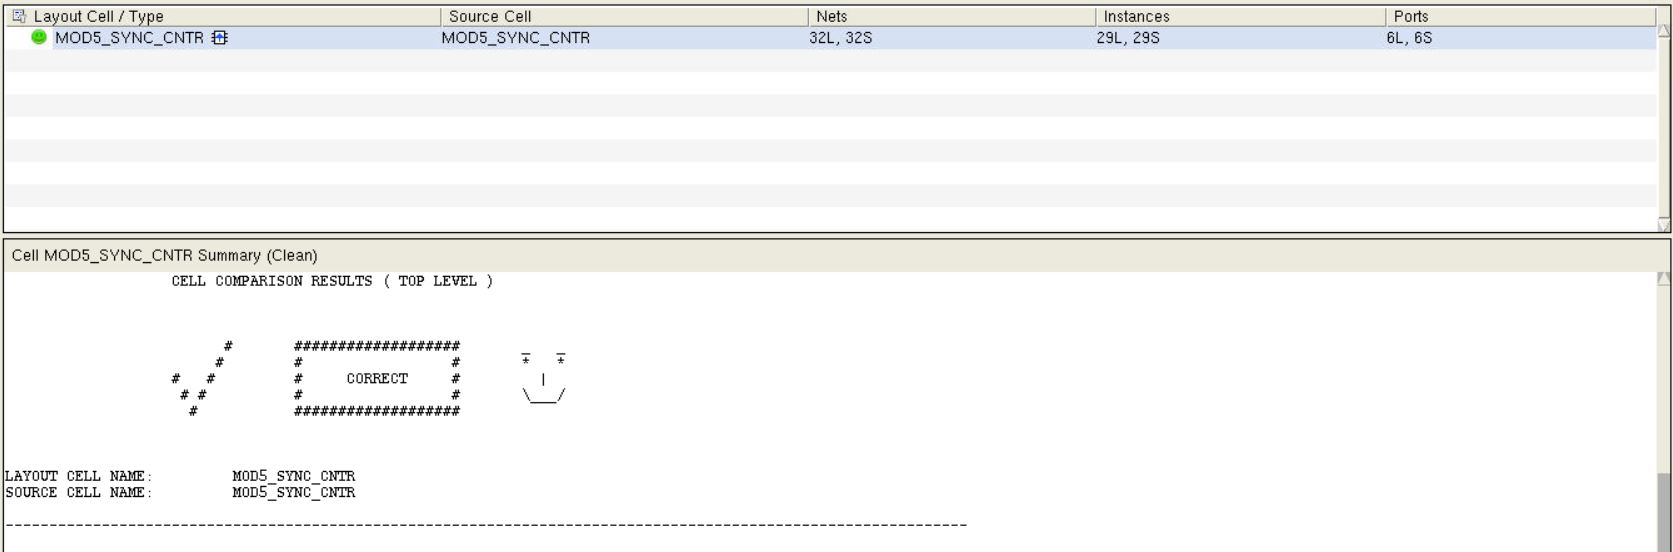 Layout Cell / Type Source Cell Nets Instances Ports
MOD5_SYNC_CNTR MOD5_SYNC_CNTR 32L, 32S 29L, 29S 6L, 6S
Cell MOD5_SYNC_CNTR Summary (Clean)
CELL COMPARISON RESULTS ( TOP LEVEL )
# ################### _ _
# # # * *
# # # CORRECT # |
# # # # \___/
# ###################
LAYOUT CELL NAME: MOD5_SYNC_CNTR
SOURCE CELL NAME: MOD5_SYNC_CNTR
--------------------------------------------------------------------------------------------------------------